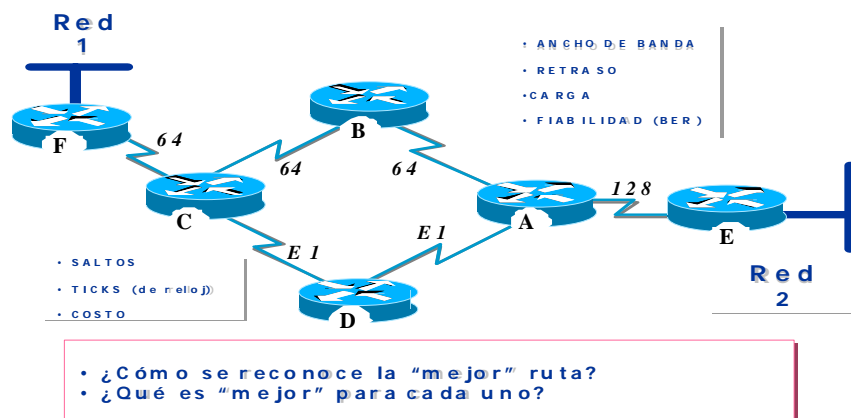 Red
1
• ANCHO DE BANDA
• RETRASO
•CARGA
• FIABILIDAD (BER)
F
64
B
64
64
C
A
128
E
E1
E 1
D
Red
2
• SALTOS
• TICKS (de reloj)
• COSTO
• ¿Cómo se reconoce la “mejor” ruta?
• ¿Qué es “mejor” para cada uno?